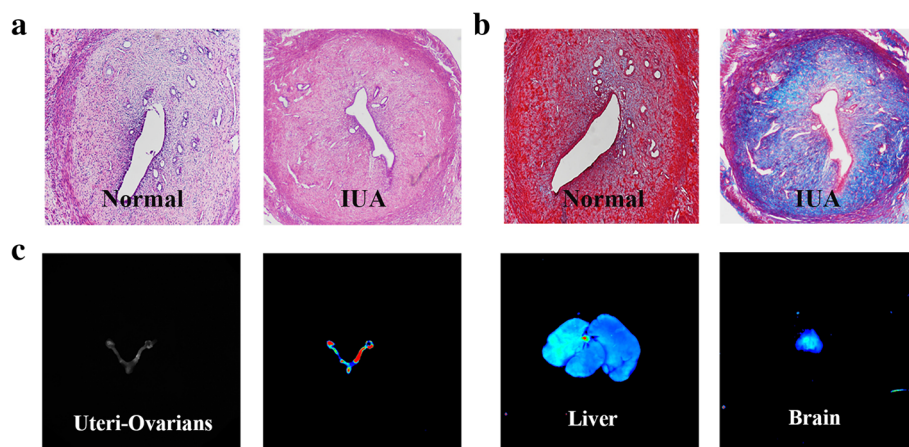 a
b
Normal
IUA
Normal
IUA
c
Uteri-Ovarians
Liver
Brain